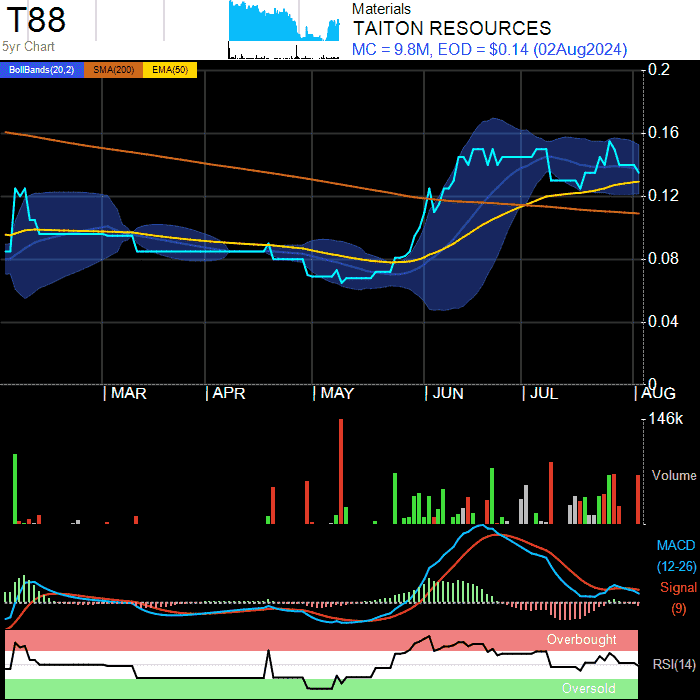 T88
5yr Chart
Materials
TAITON RESOURCES
MC = 9.8M, EOD = $0.14 (02Aug2024)
BollBands(20,2) SMA(200) EMA(50)
0.2
0.16
0.12
0.08
0.04
0
MAR APR MAY JUN JUL AUG
146k
Volume
MACD
(12-26)
Signal
(9)
Overbought
RSI(14)
Oversold